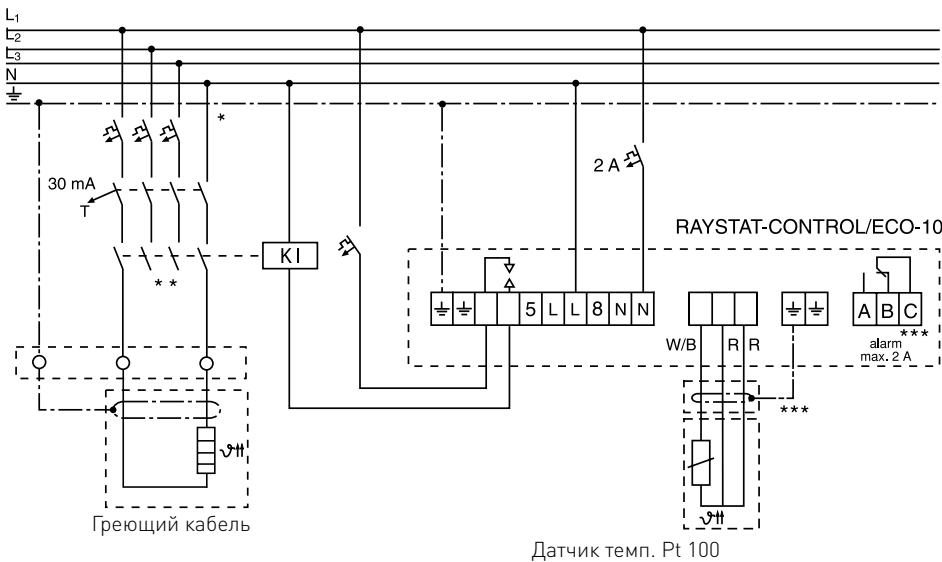 L1
L2
L3
N
*
30 mA
T
* *
KI
2 A
RAYSTAT-CONTROL/ECO-10
5 L L 8 N N
A B C
W/B R R
***
alarm
max. 2 A
***
Греющий кабель
Датчик темп. Pt 100